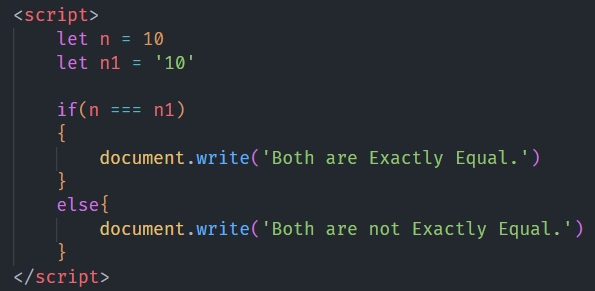 <script>
let n = 10
let n1 = '10'
if(n === n1)
{
document.write('Both are Exactly Equal.')
}
else{
document.write('Both are not Exactly Equal.')
}
</script>